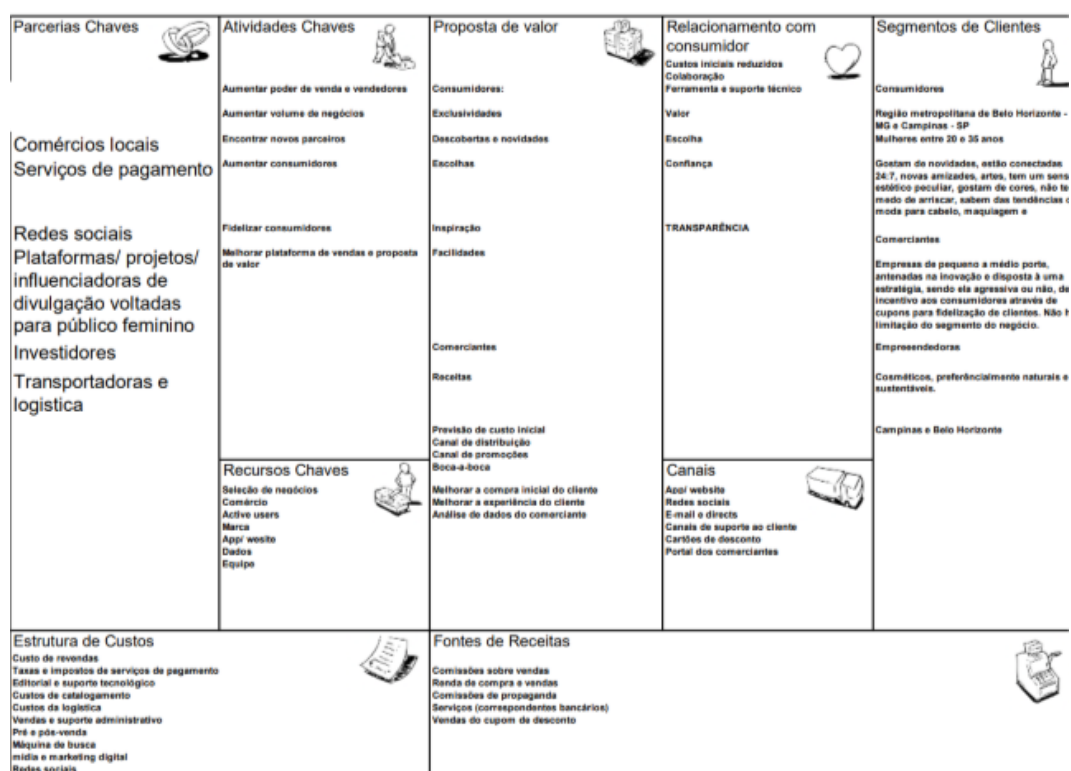 Parcerias Chaves
Comércios locais
Serviços de pagamento
Redes sociais
Plataformas/ projetos/
influenciadoras de
divulgação voltadas
para público feminino
Investidores
Transportadoras e
logistica
Atividades Chaves
Aumentar poder de venda e vendedores
Aumentar volume de negócios
Encontrar novos parceiros
Aumentar consumidores
Fidelizar consumidores
Melhorar plataforma de vendas e proposta
de valor
Recursos Chaves
Seleção de negócios
Comércio
Active users
Marca
App/ wesite
Dados
Equipe
Proposta de valor
Consumidores:
Exclusividades
Descobertas e novidades
Escolhas
Inspiração
Facilidades
Comerciantes
Receitas
Previsão de custo inicial
Canal de distribuição
Canal de promoções
Boca-a-boca
Melhorar a compra inicial do cliente
Melhorar a experiência do cliente
Análise de dados do comerciante
Relacionamento com
consumidor
Custos iniciais reduzidos
Colaboração
Ferramenta e suporte técnico
Valor
Escolha
Confiança
TRANSPARÊNCIA
Canais
App/ website
Redes sociais
E-mail e directs
Canais de suporte ao cliente
Cartões de desconto
Portal dos comerciantes
Segmentos de Clientes
Consumidores
Região metropolitana de Belo Horizonte -
MG e Campinas - SP
Mulheres entre 20 e 35 anos
Gostam de novidades, estão conectadas
24:7, novas amizades, artes, tem um sens
estético peculiar, gostam de cores, não te
medo de arriscar, sabem das tendências
moda para cabelo, maquiagem e
Comerciantes
Empresas de pequeno a médio porte,
antenadas na inovação e disposta à uma
estratégia, sendo ela agressiva ou não, de
incentivo aos consumidores através de
cupons para fidelização de clientes. Não h
limitação do segmento do negócio.
Empreeendedoras
Cosméticos, preferêncialmente naturais e
sustentáveis.
Campinas e Belo Horizonte
Estrutura de Custos
Custo de revendas
Taxas e impostos de serviços de pegamento
Editorial e suporte tecnológico
Custos de catalogamento
Custos da logística
Vendas e suporte administrativo
Pré e pós-venda
Máquina de busca
mídia e marketing digital
Redes sociais
Fontes de Receitas
Comissões sobre vendas
Renda de compra e vendas
Comissões de propaganda
Serviços (correspondentes bancários)
Vendas do cupom de desconto